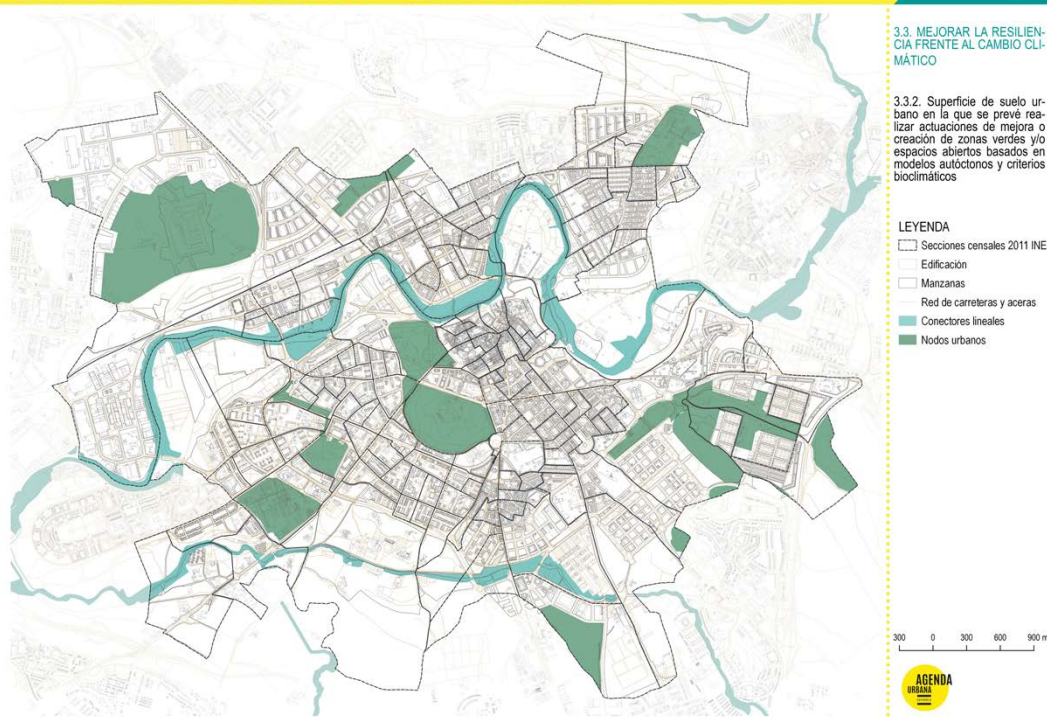 3.3. MEJORAR LA RESILIEN-
CIA FRENTE AL CAMBIO CLI-
MÁTICO
3.3.2. Superficie de suelo ur-
bano en la que se prevé rea-
lizar actuaciones de mejora o
creación de zonas verdes y/o
espacios abiertos basados en
modelos autóctonos y criterios
bioclimáticos
LEYENDA
Secciones censales 2011 INE
Edificación
Manzanas
Red de carreteras y aceras
Conectores lineales
Nodos urbanos
300 0 300 600 900 m
AGENDA
URBANA